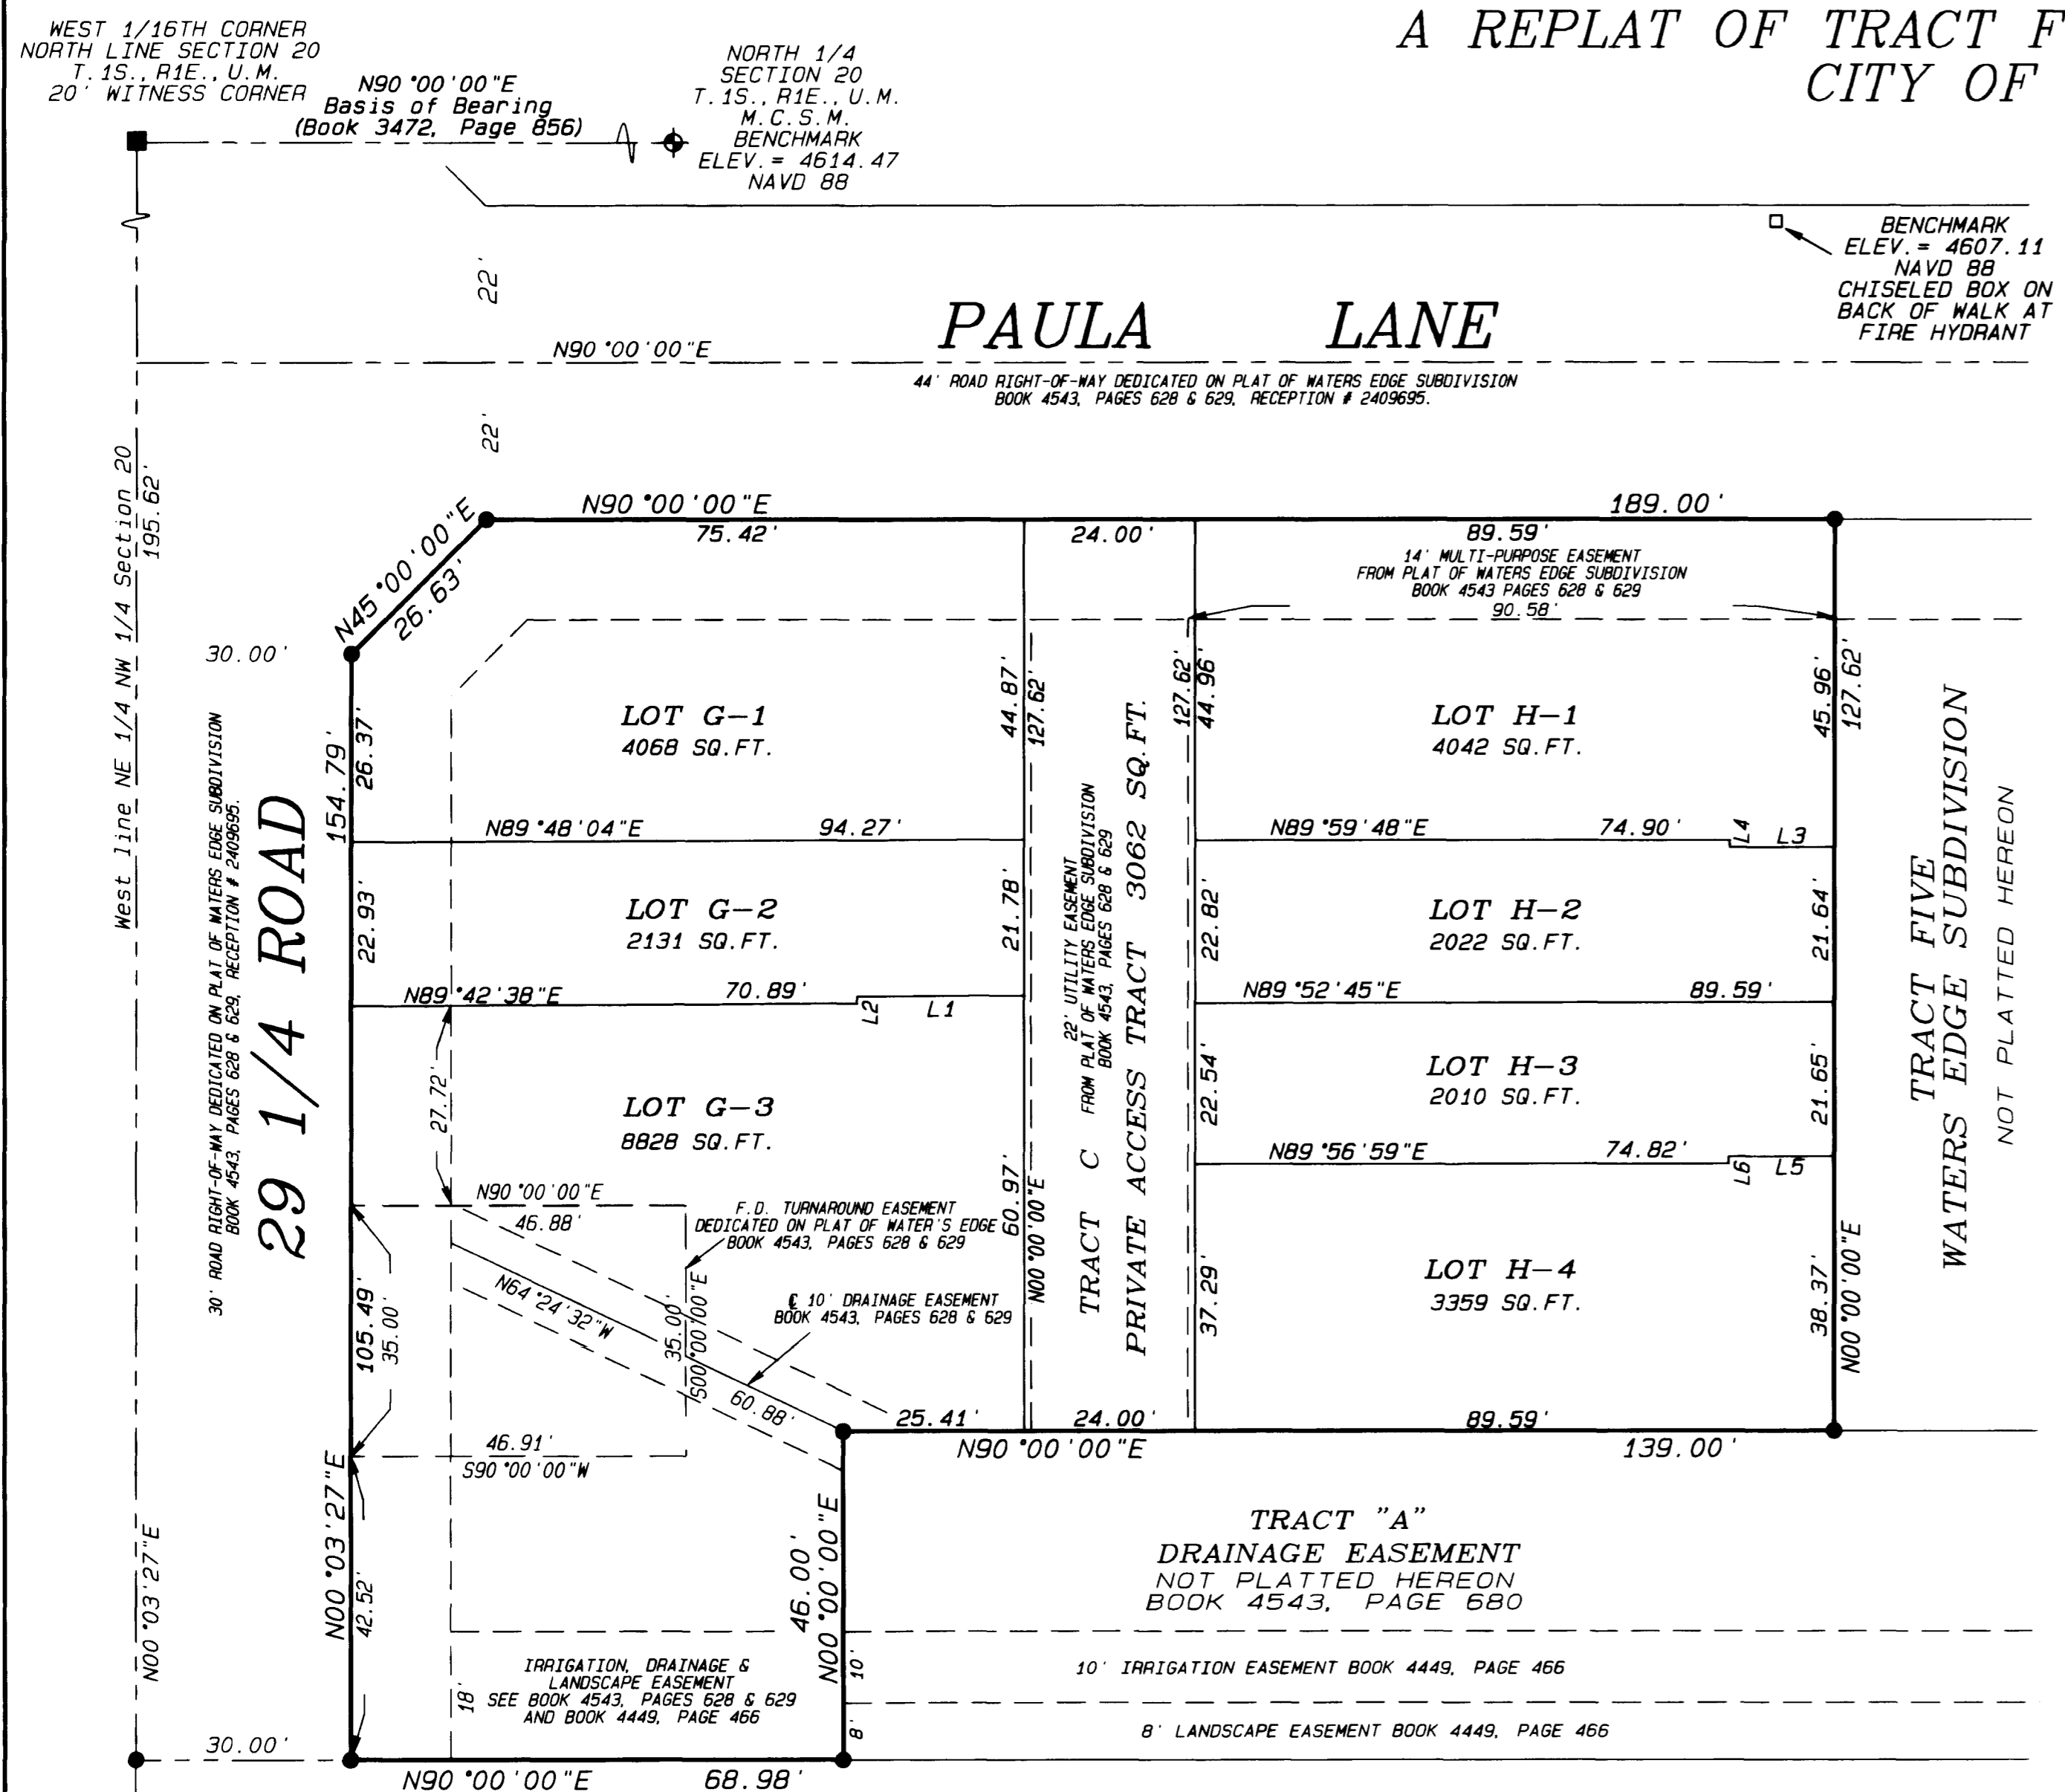 A REPLAT OF TRACT F
CITY OF
WEST 1/16TH CORNER
NORTH LINE SECTION 20
T.1S., R1E., U.M.
20' WITNESS CORNER
N90°00'00"E
Basis of Bearing
(Book 3472, Page 856)
NORTH 1/4
SECTION 20
T.1S., R1E., U.M.
M.C.S.M.
BENCHMARK
ELEV.= 4614.47
NAVD 88
BENCHMARK
ELEV.= 4607.11
NAVD 88
CHISELED BOX ON
BACK OF WALK AT
FIRE HYDRANT
22'
PAULA LANE
N90°00'00"E
44' ROAD RIGHT-OF-WAY DEDICATED ON PLAT OF WATERS EDGE SUBDIVISION
BOOK 4543, PAGES 628 & 629, RECEPTION # 2409695.
22'
West line NE 1/4 NW 1/4 Section 20
195.62'
N00°03'27"E
N45°00'00"E
26.63'
N90°00'00"E
189.00'
75.42'
24.00'
89.59'
14' MULTI-PURPOSE EASEMENT
FROM PLAT OF WATERS EDGE SUBDIVISION
BOOK 4543 PAGES 628 & 629
90.58'
30.00'
30' ROAD RIGHT-OF-WAY DEDICATED ON PLAT OF WATERS EDGE SUBDIVISION
BOOK 4543, PAGES 628 & 629, RECEPTION # 2409695.
29 1/4 ROAD
154.79'
26.37'
LOT G-1
4068 SQ.FT.
44.87'
127.62'
127.62'
44.96'
LOT H-1
4042 SQ.FT.
45.96'
127.62'
N89°48'04"E
94.27'
N89°59'48"E
74.90'
L4
L3
22.93'
LOT G-2
2131 SQ.FT.
21.78'
22' UTILITY EASEMENT
FROM PLAT OF WATERS EDGE SUBDIVISION
BOOK 4543, PAGES 628 & 629
TRACT C
PRIVATE ACCESS TRACT 3062 SQ.FT.
22.82'
LOT H-2
2022 SQ.FT.
21.64'
TRACT FIVE
WATERS EDGE SUBDIVISION
NOT PLATTED HEREON
N89°42'38"E
70.89'
L2
L1
N89°52'45"E
89.59'
27.72'
LOT G-3
8828 SQ.FT.
60.97'
N00°00'00"E
22.54'
LOT H-3
2010 SQ.FT.
21.65'
N89°56'59"E
74.82'
L6
L5
N90°00'00"E
46.88'
F.D. TURNAROUND EASEMENT
DEDICATED ON PLAT OF WATER'S EDGE
BOOK 4543, PAGES 628 & 629
N64°24'32"W
60.88'
35.00'
S00°00'00"E
℄ 10' DRAINAGE EASEMENT
BOOK 4543, PAGES 628 & 629
105.49'
35.00'
37.29'
LOT H-4
3359 SQ.FT.
38.37'
N00°00'00"E
46.91'
S90°00'00"W
25.41'
24.00'
89.59'
N90°00'00"E
139.00'
N00°03'27"E
42.52'
46.00'
N00°00'00"E
TRACT "A"
DRAINAGE EASEMENT
NOT PLATTED HEREON
BOOK 4543, PAGE 680
IRRIGATION, DRAINAGE &
LANDSCAPE EASEMENT
SEE BOOK 4543, PAGES 628 & 629
AND BOOK 4449, PAGE 466
18'
10'
10' IRRIGATION EASEMENT BOOK 4449, PAGE 466
8'
8' LANDSCAPE EASEMENT BOOK 4449, PAGE 466
30.00'
N90°00'00"E
68.98'